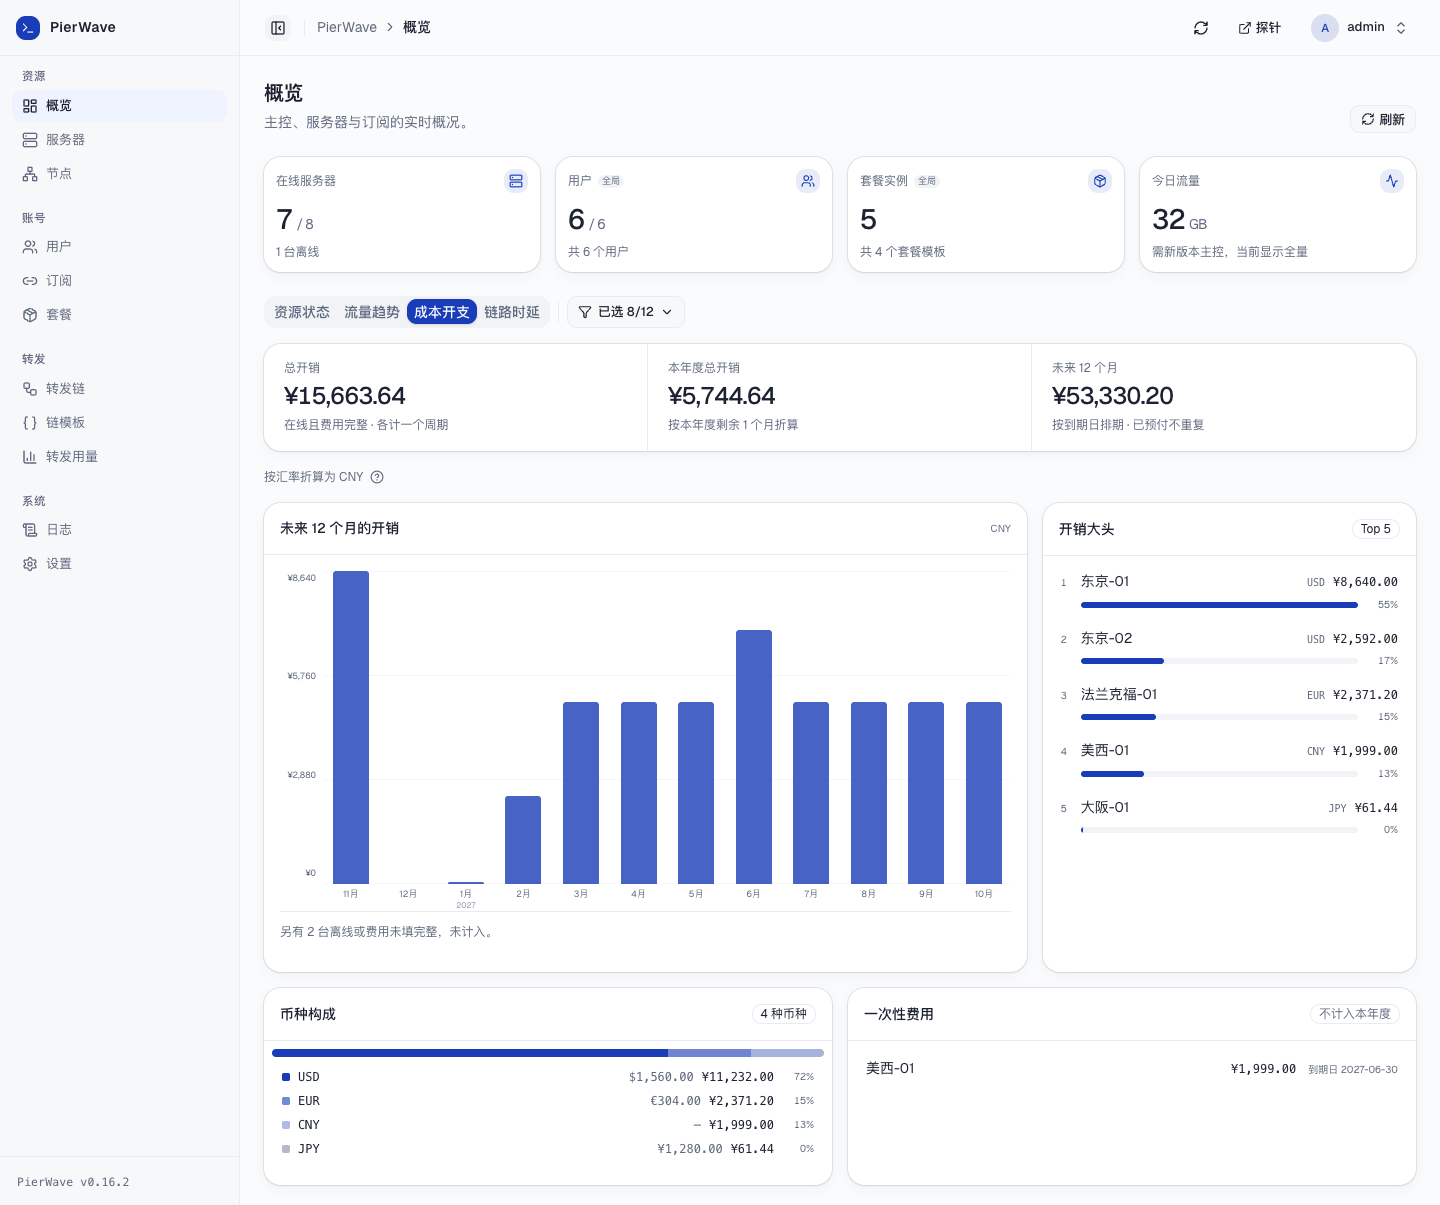 PierWave
PierWave > 概览
探针
A admin
资源
概览
服务器
节点
账号
用户
订阅
套餐
转发
转发链
链模板
转发用量
系统
日志
设置
PierWave v0.16.2
概览
主控、服务器与订阅的实时概况。
刷新
在线服务器
7 / 8
1 台离线
用户 全局
6 / 6
共 6 个用户
套餐实例 全局
5
共 4 个套餐模板
今日流量
32 GB
需新版本主控，当前显示全量
资源状态 流量趋势 成本开支 链路时延
已选 8/12
总开销
¥15,663.64
在线且费用完整 · 各计一个周期
本年度总开销
¥5,744.64
按本年度剩余 1 个月折算
未来 12 个月
¥53,330.20
按到期日排期 · 已预付不重复
按汇率折算为 CNY
未来 12 个月的开销 CNY
¥8,640
¥5,760
¥2,880
¥0
11月 12月 1月 2月 3月 4月 5月 6月 7月 8月 9月 10月
2027
另有 2 台离线或费用未填完整，未计入。
开销大头 Top 5
1 东京-01 USD ¥8,640.00
55%
2 东京-02 USD ¥2,592.00
17%
3 法兰克福-01 EUR ¥2,371.20
15%
4 美西-01 CNY ¥1,999.00
13%
5 大阪-01 JPY ¥61.44
0%
币种构成 4 种币种
USD $1,560.00 ¥11,232.00 72%
EUR €304.00 ¥2,371.20 15%
CNY — ¥1,999.00 13%
JPY ¥1,280.00 ¥61.44 0%
一次性费用 不计入本年度
美西-01 ¥1,999.00 到期日 2027-06-30